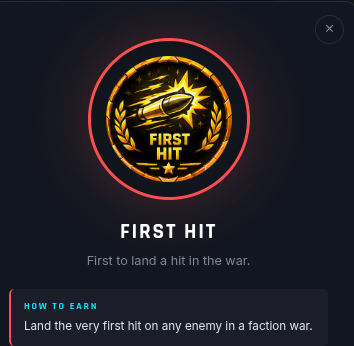 FIRST
HIT
FIRST HIT
First to land a hit in the war.
HOW TO EARN
Land the very first hit on any enemy in a faction war.